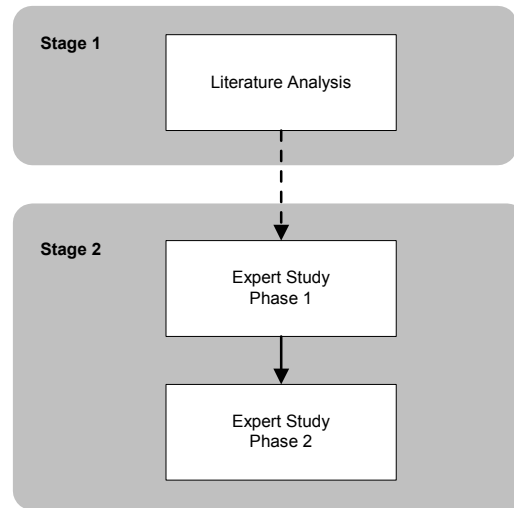 Stage 1
Literature Analysis
Stage 2
Expert Study
Phase 1
Expert Study
Phase 2